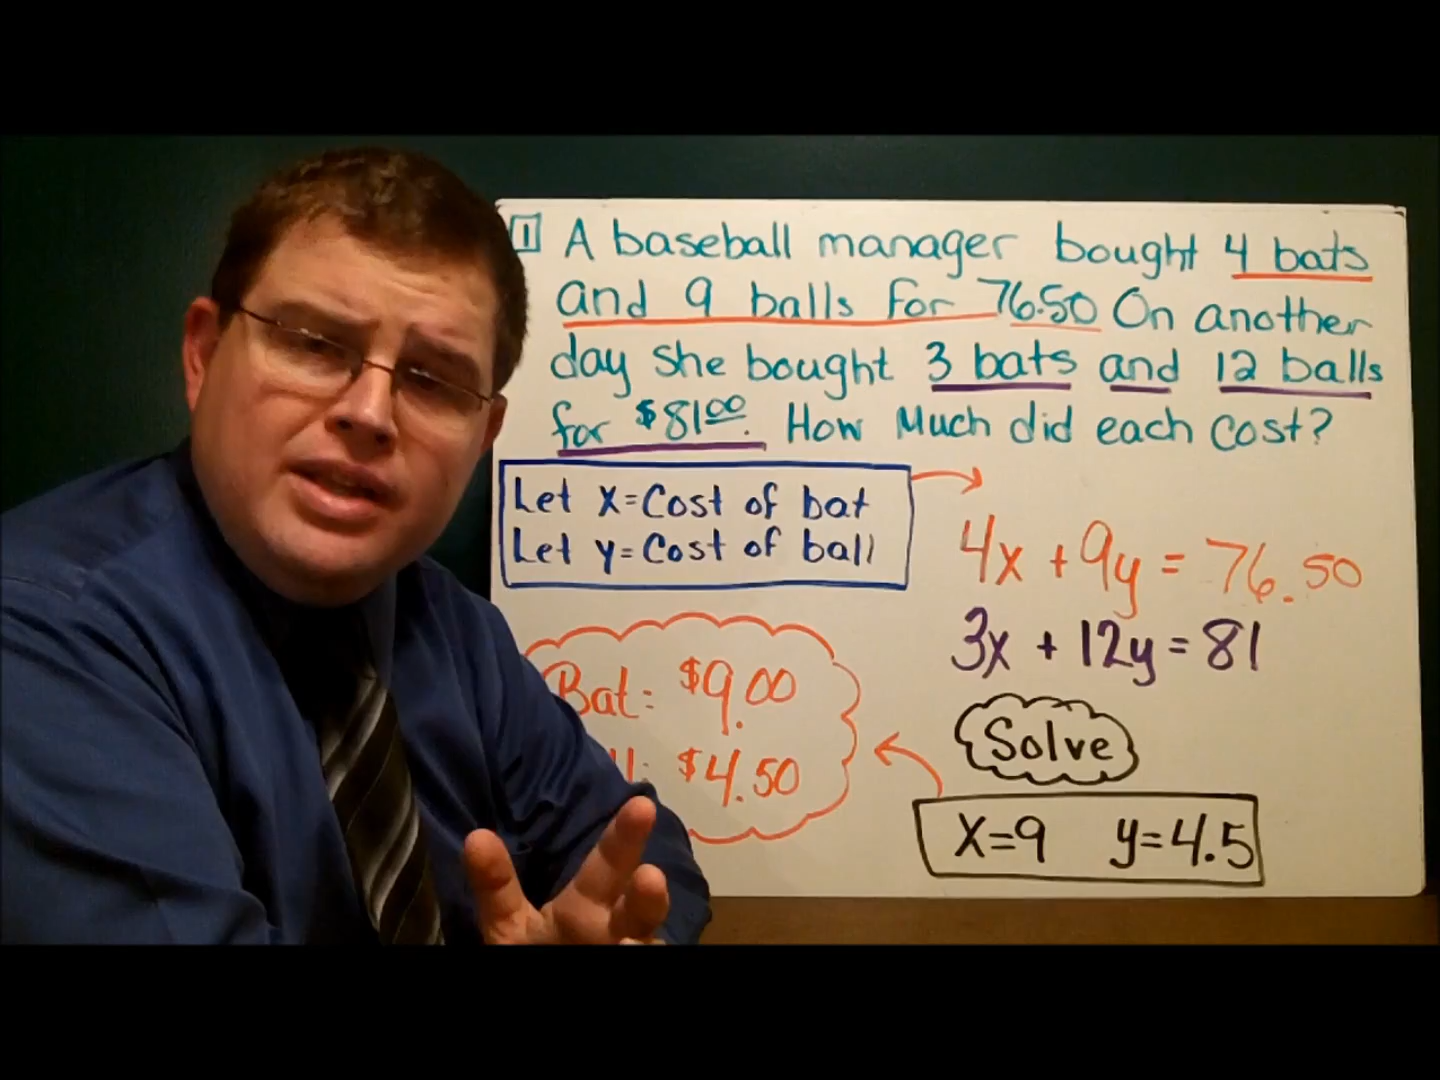 1 A baseball manager bought 4 bats
and 9 balls for 76.50 On another
day she bought 3 bats and 12 balls
for $81.00. How Much did each cost?
Let x=Cost of bat
Let y=Cost of ball
4x + 9y = 76.50
3x + 12y = 81
Solve
x=9 y=4.5
Bat: $9.00
$4.50